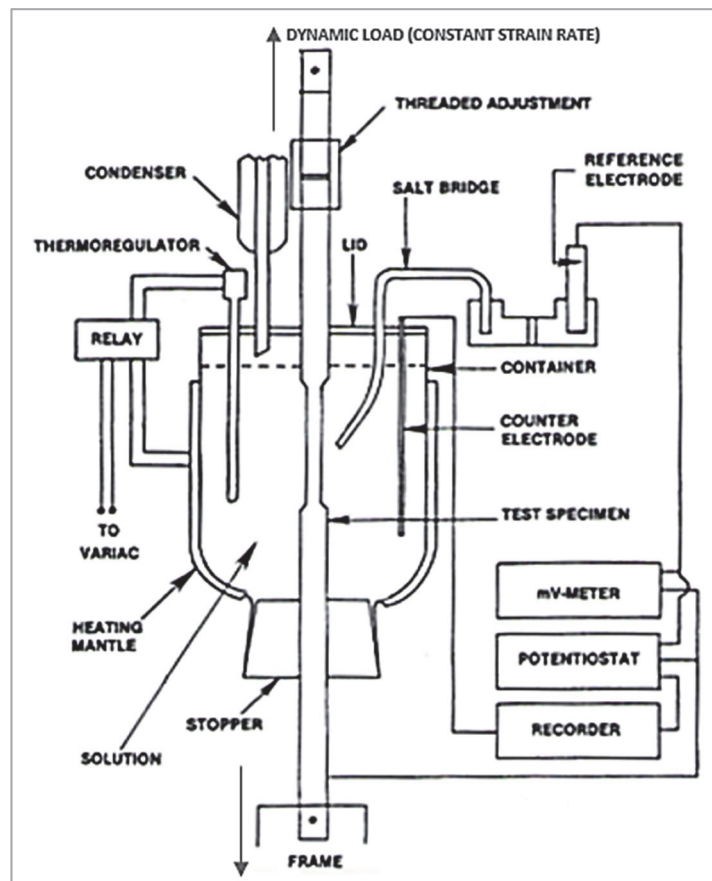 DYNAMIC LOAD (CONSTANT STRAIN RATE)
THREADED ADJUSTMENT
CONDENSER
REFERENCE
ELECTRODE
SALT BRIDGE
THERMOREGULATOR
LID
RELAY
CONTAINER
COUNTER
ELECTRODE
TEST SPECIMEN
TO
VARIAC
mV-METER
HEATING
MANTLE
POTENTIOSTAT
STOPPER
RECORDER
SOLUTION
FRAME